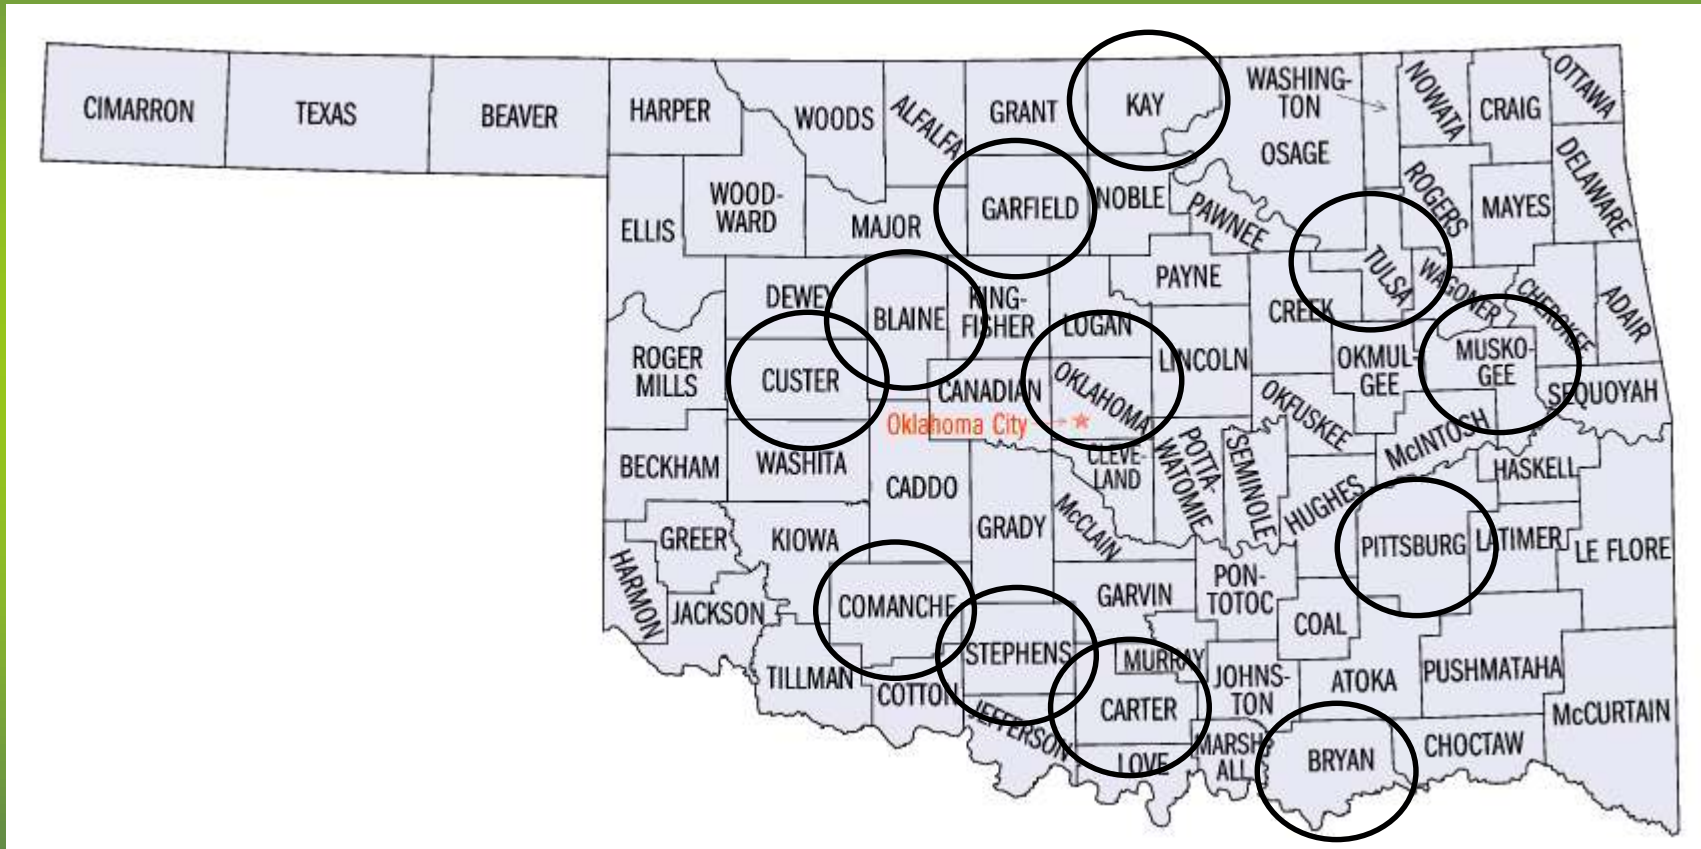 CIMARRON
TEXAS
BEAVER
HARPER
WOODS
ALFALFA
GRANT
KAY
WASHING-
TON
OSAGE
NOWATA
CRAIG
OTTAWA
DELAWARE
ELLIS
WOOD-
WARD
MAJOR
GARFIELD
NOBLE
PAWNEE
ROGERS
MAYES
DEWEY
BLAINE
KING-
FISHER
LOGAN
PAYNE
CREEK
TULSA
WAGONER
CHEROKEE
ADAIR
ROGER
MILLS
CUSTER
CANADIAN
OKLAHOMA
LINCOLN
OKFUSKEE
OKMUL-
GEE
MUSKO-
GEE
SEQUOYAH
Oklahoma City
BECKHAM
WASHITA
CADDO
GRADY
CLEVE-
LAND
McCLAIN
POTTA-
WATOMIE
SEMINOLE
HUGHES
McINTOSH
HASKELL
GREER
KIOWA
HARMON
JACKSON
COMANCHE
STEPHENS
GARVIN
PON-
TOTOC
COAL
PITTSBURG
LATIMER
LE FLORE
TILLMAN
COTTON
JEFFERSON
MURRAY
CARTER
LOVE
JOHNS-
TON
MARSH-
ALL
ATOKA
BRYAN
PUSHMATAHA
CHOCTAW
McCURTAIN